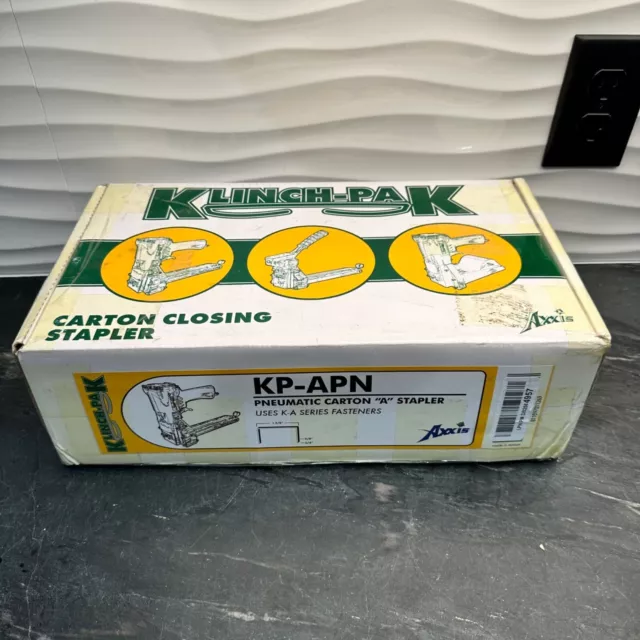 KLINCH-PAK
CARTON CLOSING
STAPLER
Axxis
KLINCH-PAK
KP-APN
PNEUMATIC CARTON "A" STAPLER
USES K-A SERIES FASTENERS
Axxis